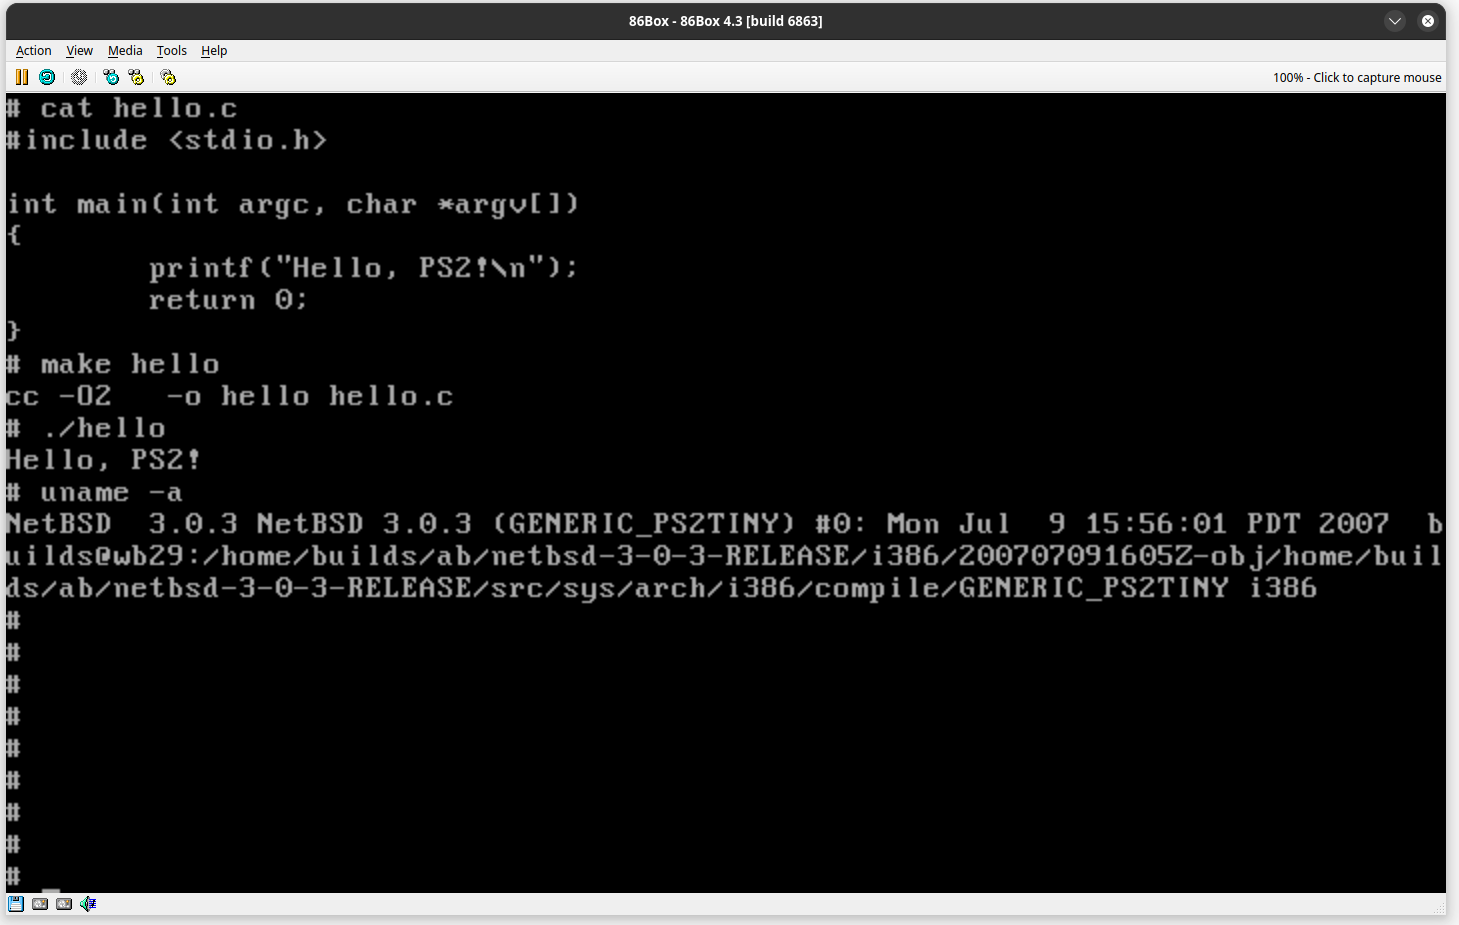 86Box - 86Box 4.3 [build 6863]
Action View Media Tools Help
100% - Click to capture mouse
# cat hello.c
#include <stdio.h>
int main(int argc, char *argv[])
{
        printf("Hello, PS2!\n");
        return 0;
}
# make hello
cc -O2   -o hello hello.c
# ./hello
Hello, PS2!
# uname -a
NetBSD  3.0.3 NetBSD 3.0.3 (GENERIC_PS2TINY) #0: Mon Jul  9 15:56:01 PDT 2007  b
uilds@wb29:/home/builds/ab/netbsd-3-0-3-RELEASE/i386/200707091605Z-obj/home/buil
ds/ab/netbsd-3-0-3-RELEASE/src/sys/arch/i386/compile/GENERIC_PS2TINY i386
#
#
#
#
#
#
#
#
# _